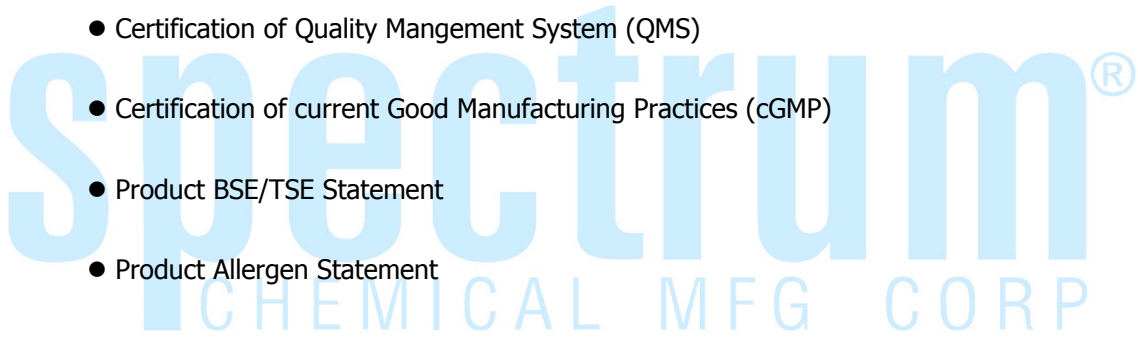 ● Certification of Quality Mangement System (QMS)
● Certification of current Good Manufacturing Practices (cGMP)
● Product BSE/TSE Statement
● Product Allergen Statement
spectrum®
CHEMICAL MFG CORP